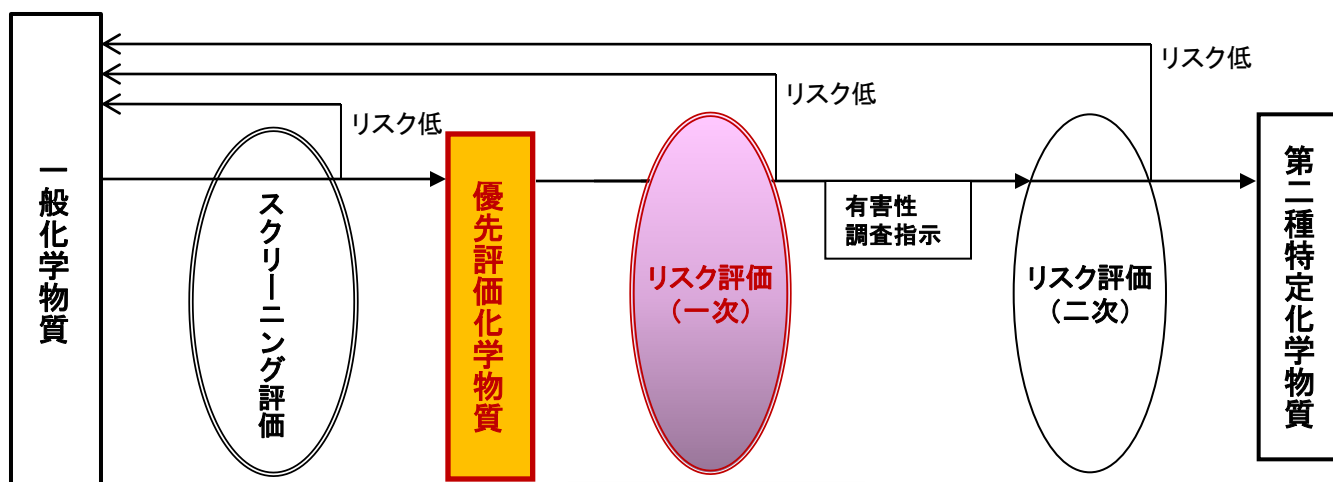 一般化学物質
スクリーニング評価
リスク低
優先評価化学物質
リスク評価
(一次)
リスク低
有害性
調査指示
リスク評価
(二次)
リスク低
第二種特定化学物質